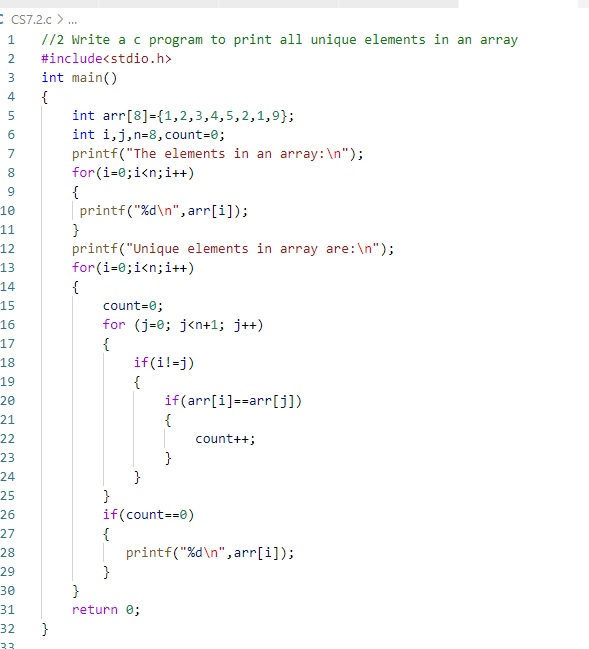 C CS7.2.c > ...
1 //2 Write a c program to print all unique elements in an array
2 #include<stdio.h>
3 int main()
4 {
5     int arr[8]={1,2,3,4,5,2,1,9};
6     int i,j,n=8,count=0;
7     printf("The elements in an array:\n");
8     for(i=0;i<n;i++)
9     {
10      printf("%d\n",arr[i]);
11     }
12     printf("Unique elements in array are:\n");
13     for(i=0;i<n;i++)
14     {
15         count=0;
16         for (j=0; j<n+1; j++)
17         {
18             if(i!=j)
19             {
20                 if(arr[i]==arr[j])
21                 {
22                     count++;
23                 }
24             }
25         }
26         if(count==0)
27         {
28            printf("%d\n",arr[i]);
29         }
30     }
31     return 0;
32 }
33